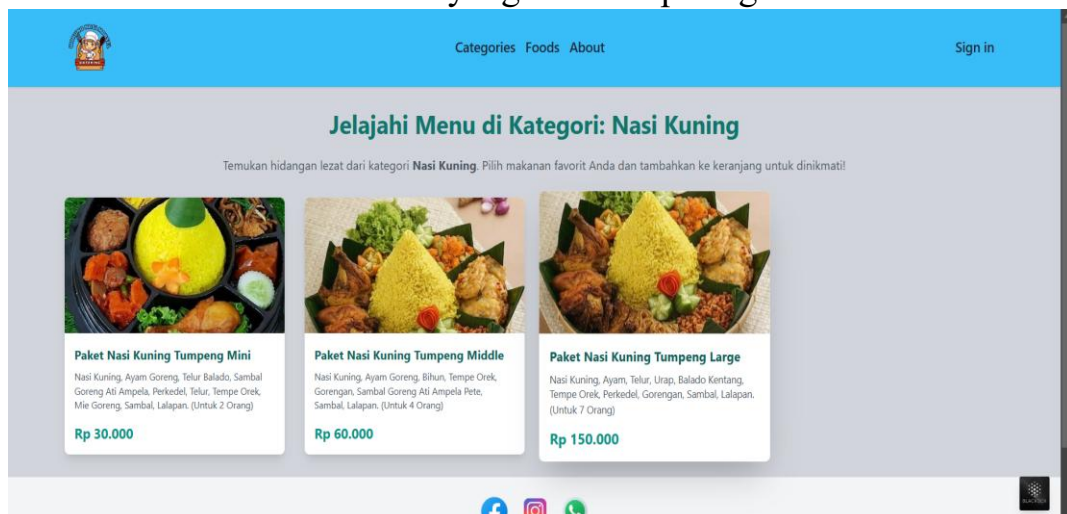 Categories Foods About
Sign in
Jelajahi Menu di Kategori: Nasi Kuning
Temukan hidangan lezat dari kategori Nasi Kuning. Pilih makanan favorit Anda dan tambahkan ke keranjang untuk dinikmati!
Paket Nasi Kuning Tumpeng Mini
Nasi Kuning, Ayam Goreng, Telur Balado, Sambal
Goreng Ati Ampela, Perkedel, Telur, Tempe Orek,
Mie Goreng, Sambal, Lalapan. (Untuk 2 Orang)
Rp 30.000
Paket Nasi Kuning Tumpeng Middle
Nasi Kuning, Ayam Goreng, Bihun, Tempe Orek,
Gorengan, Sambal Goreng Ati Ampela Pete,
Sambal, Lalapan. (Untuk 4 Orang)
Rp 60.000
Paket Nasi Kuning Tumpeng Large
Nasi Kuning, Ayam, Telur, Urap, Balado Kentang,
Tempe Orek, Perkedel, Gorengan, Sambal, Lalapan.
(Untuk 7 Orang)
Rp 150.000